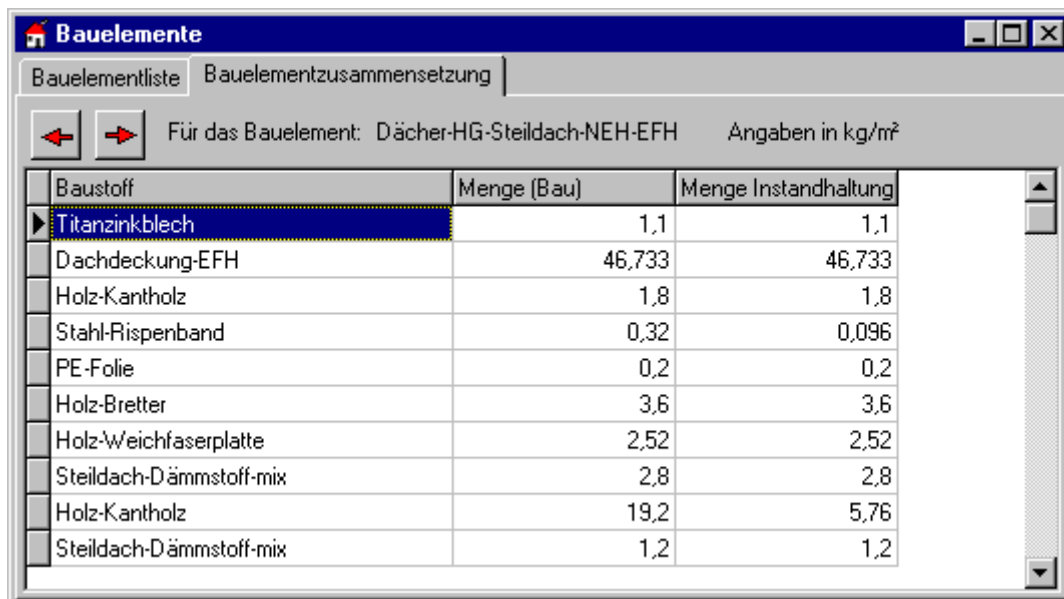 Bauelemente
Bauelementliste Bauelementzusammensetzung
Für das Bauelement: Dächer-HG-Steildach-NEH-EFH Angaben in kg/m²
Baustoff Menge (Bau) Menge Instandhaltung
Titanzinkblech 1,1 1,1
Dachdeckung-EFH 46,733 46,733
Holz-Kantholz 1,8 1,8
Stahl-Rispenband 0,32 0,096
PE-Folie 0,2 0,2
Holz-Bretter 3,6 3,6
Holz-Weichfaserplatte 2,52 2,52
Steildach-Dämmstoff-mix 2,8 2,8
Holz-Kantholz 19,2 5,76
Steildach-Dämmstoff-mix 1,2 1,2